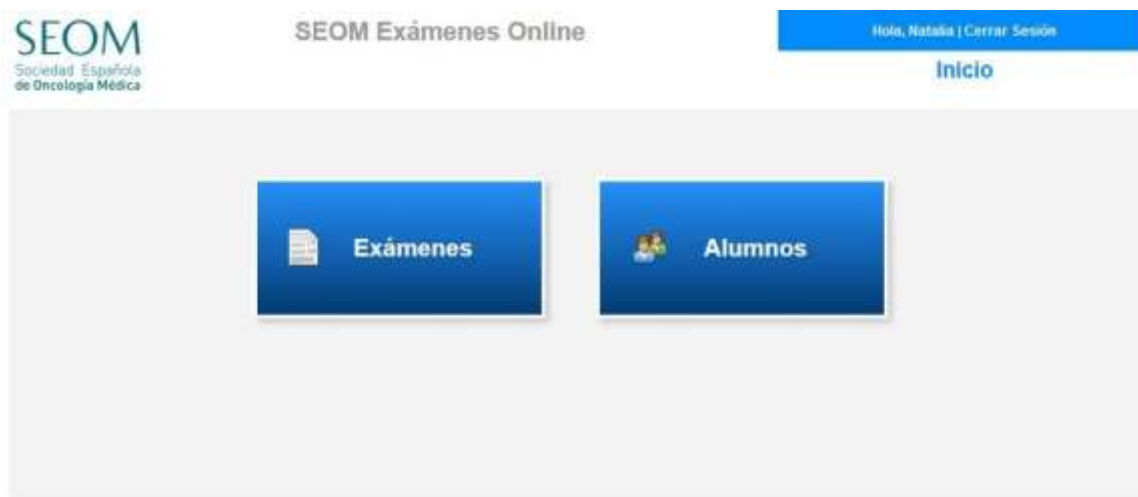 SEOM
Sociedad Española
de Oncología Médica
SEOM Exámenes Online
Hola, Natalia | Cerrar Sesión
Inicio
Exámenes
Alumnos